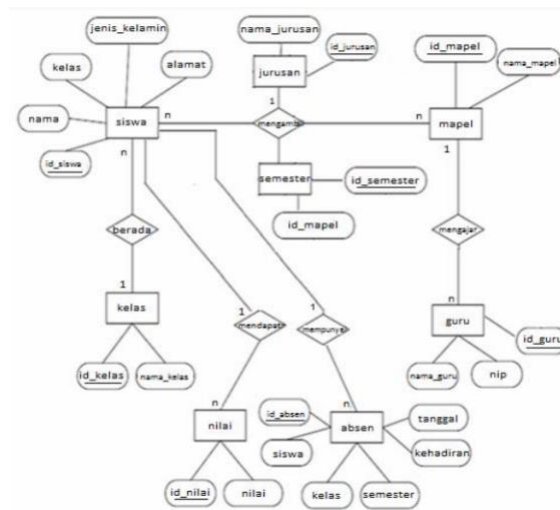 jenis_kelamin
nama_jurusan
id_jurusan
id_mapel
nama_mapel
kelas
alamat
jurusan
nama
siswa
n
1
mengambil
n
mapel
id_siswa
n
1
semester
id_semester
id_mapel
berada
mengajar
1
kelas
1
mendapat
1
mempunyai
n
guru
id_guru
id_kelas
nama_kelas
nama_guru
nip
n
nilai
n
absen
id_absen
siswa
tanggal
kehadiran
id_nilai
nilai
kelas
semester